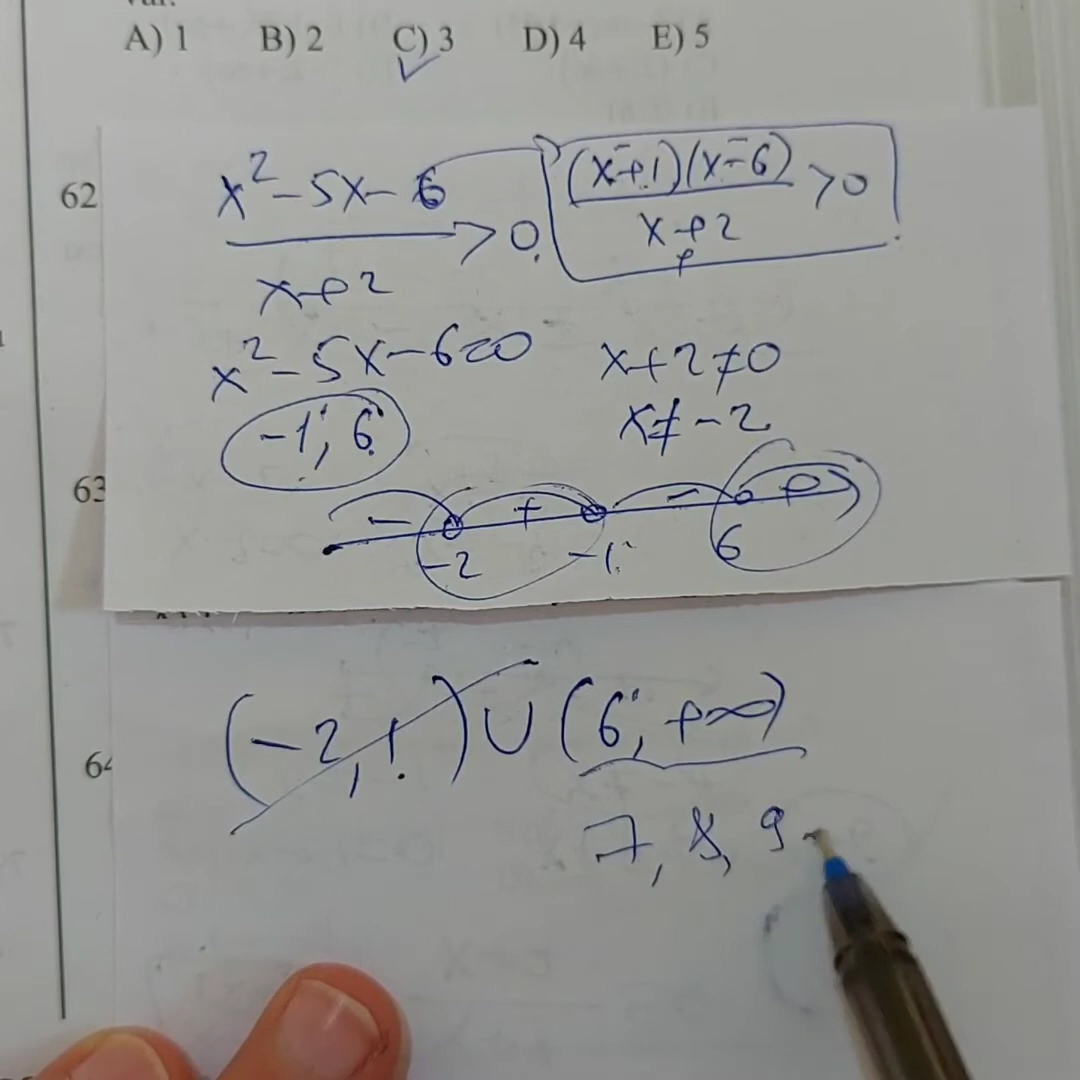 A) 1 B) 2 C) 3 D) 4 E) 5
62
x² - 5x - 6 / x + 2 > 0
(x+1)(x-6) / x + 2 > 0
x² - 5x - 6 = 0 x + 2 ≠ 0
-1; 6 x ≠ -2
63
- + - +
-2 -1 6
64
(-2, 1) ∪ (6; +∞)
7, 8, 9